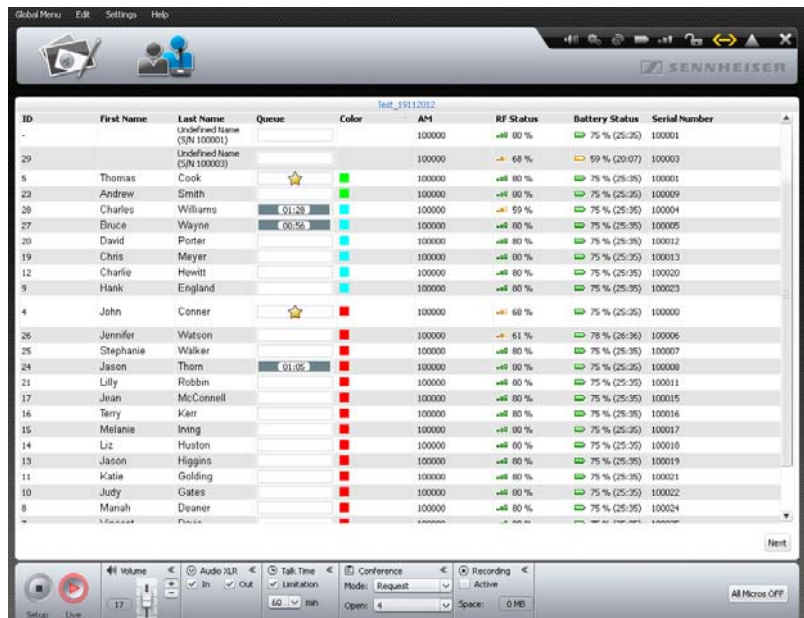 Global Menu Edit Settings Help
SENNHEISER
Test_19112012
ID First Name Last Name Queue Color AM RF Status Battery Status Serial Number
- Undefined Name (S/N 100001) 100000 80 % 75 % (25:35) 100001
29 Undefined Name (S/N 100003) 100000 68 % 59 % (20:07) 100003
5 Thomas Cook 100000 80 % 75 % (25:35) 100001
23 Andrew Smith 100000 80 % 75 % (25:35) 100009
28 Charles Williams 01:28 100000 59 % 75 % (25:35) 100004
27 Bruce Wayne 00:56 100000 80 % 75 % (25:35) 100005
20 David Porter 100000 80 % 75 % (25:35) 100012
19 Chris Meyer 100000 80 % 75 % (25:35) 100013
12 Charlie Hewitt 100000 80 % 75 % (25:35) 100020
9 Hank England 100000 80 % 75 % (25:35) 100023
4 John Conner 100000 60 % 75 % (25:35) 100000
26 Jennifer Watson 100000 61 % 78 % (26:36) 100006
25 Stephanie Walker 100000 80 % 75 % (25:35) 100007
24 Jason Thorn 01:05 100000 80 % 75 % (25:35) 100008
21 Lilly Robbin 100000 80 % 75 % (25:35) 100011
17 Jean McConnell 100000 80 % 75 % (25:35) 100015
16 Terry Kerr 100000 80 % 75 % (25:35) 100016
15 Melanie Irving 100000 80 % 75 % (25:35) 100017
14 Liz Huston 100000 80 % 75 % (25:35) 100018
13 Jason Higgins 100000 80 % 75 % (25:35) 100019
11 Katie Golding 100000 80 % 75 % (25:35) 100021
10 Judy Gates 100000 80 % 75 % (25:35) 100022
8 Mariah Deaner 100000 80 % 75 % (25:35) 100024
Next
Volume Audio XLR Talk Time Conference Recording
In Out Limitation Mode: Request Active
17 60 min Open: 4 Space: 0 MB
All Micros OFF
Setup Live